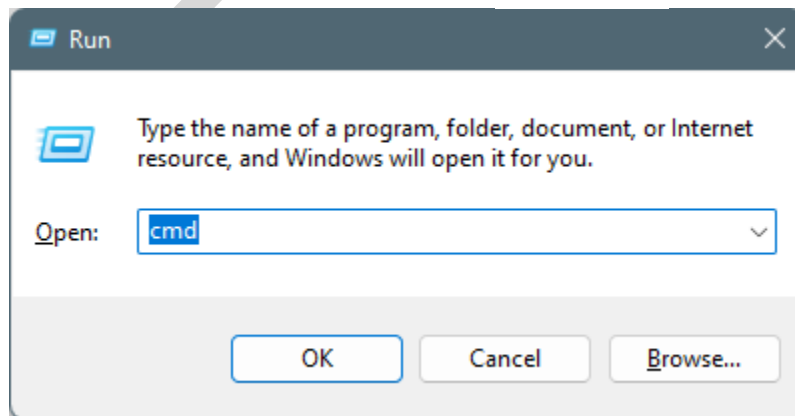 Run
Type the name of a program, folder, document, or Internet
resource, and Windows will open it for you.
Open: cmd
OK Cancel Browse...